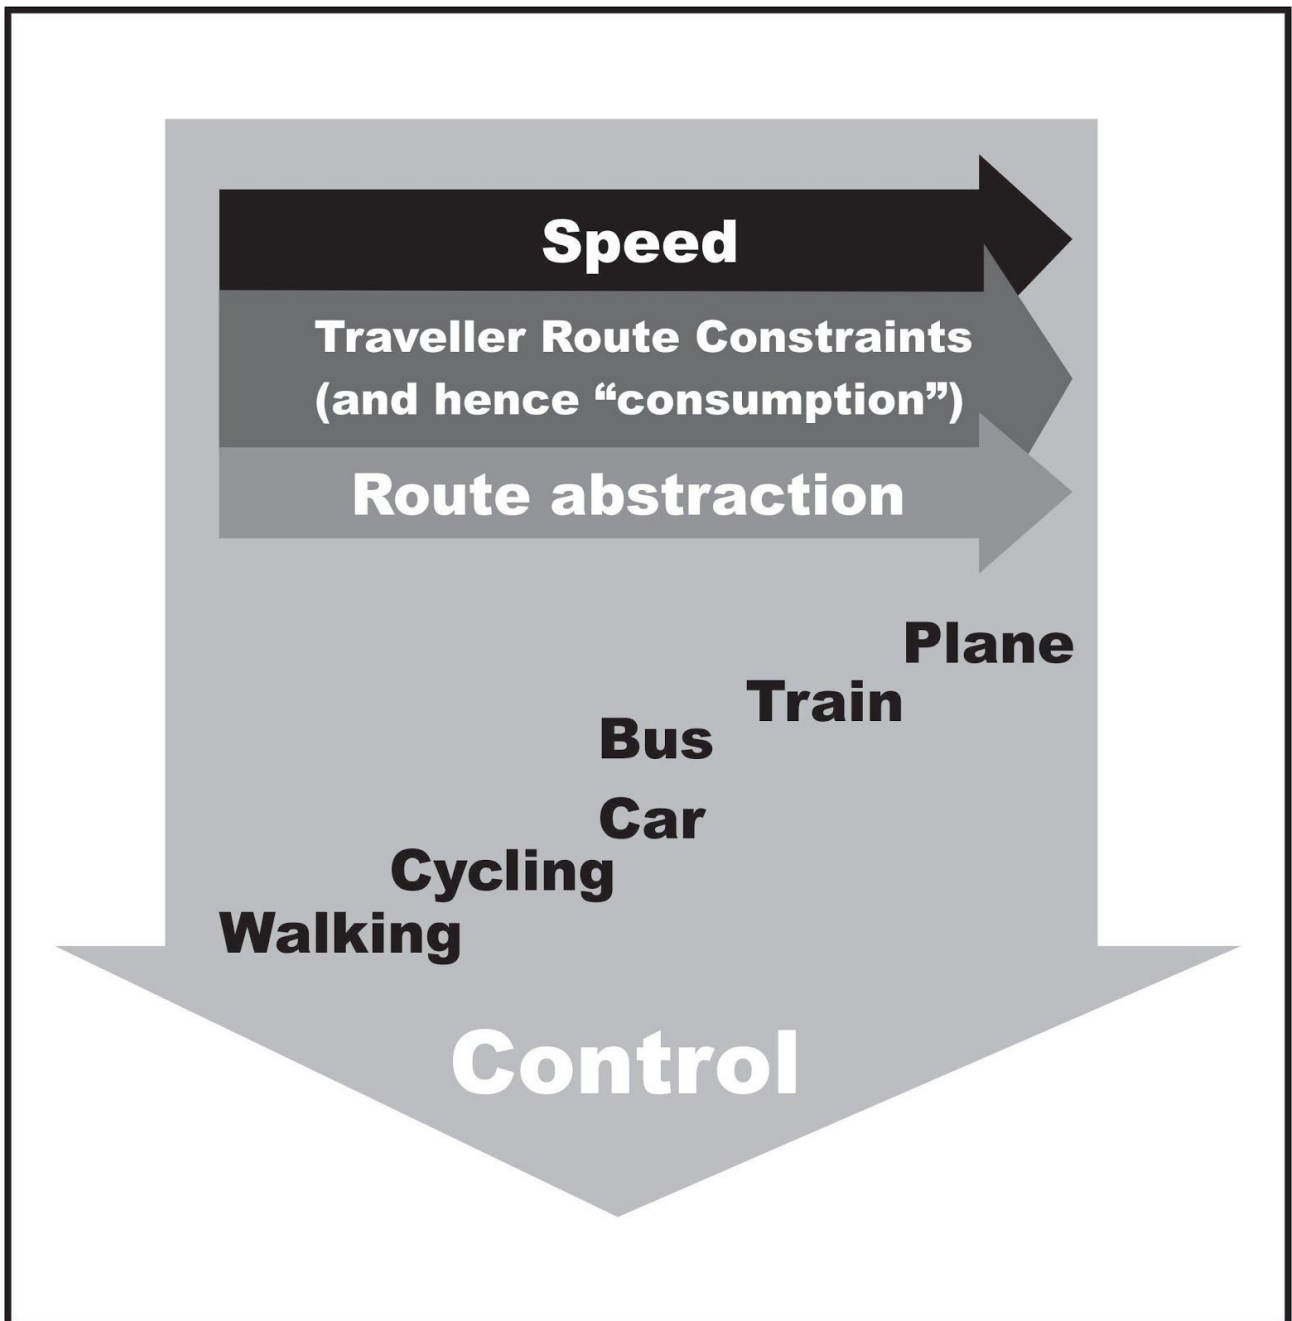 Speed
Traveller Route Constraints
(and hence “consumption”)
Route abstraction
Plane
Train
Bus
Car
Cycling
Walking
Control